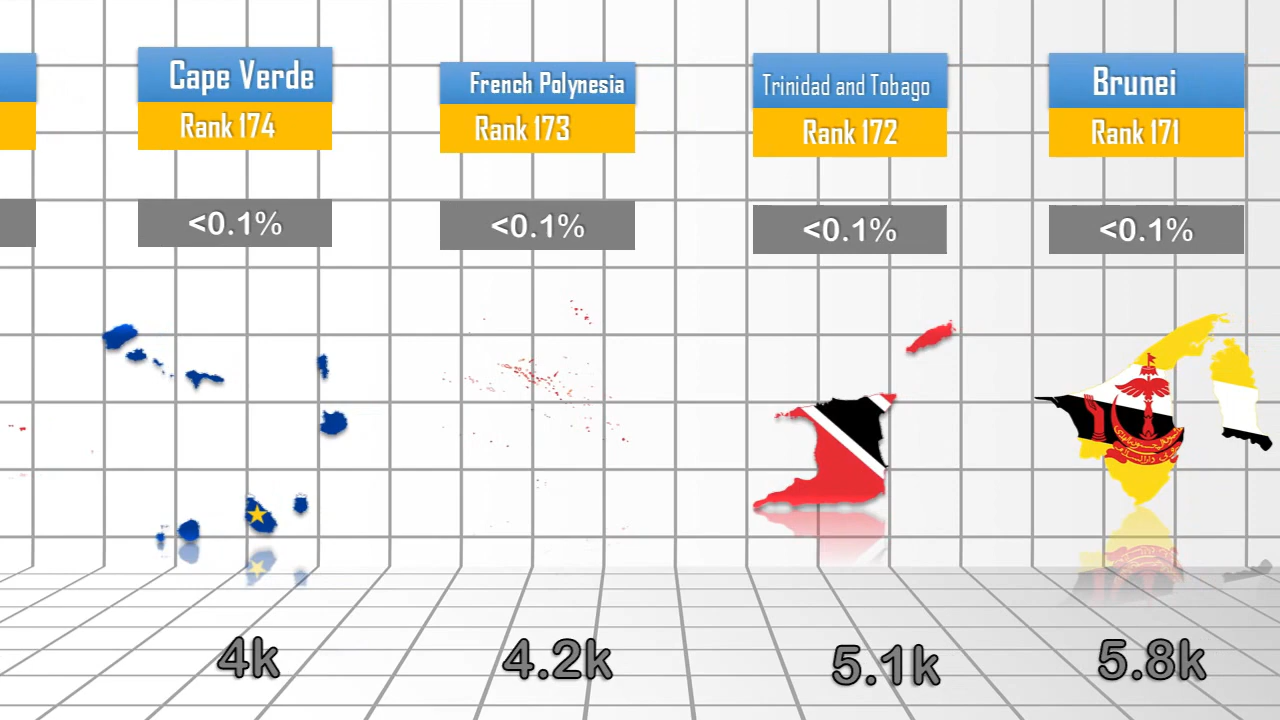 Cape Verde
Rank 174
<0.1%
4k
French Polynesia
Rank 173
<0.1%
4.2k
Trinidad and Tobago
Rank 172
<0.1%
5.1k
Brunei
Rank 171
<0.1%
5.8k